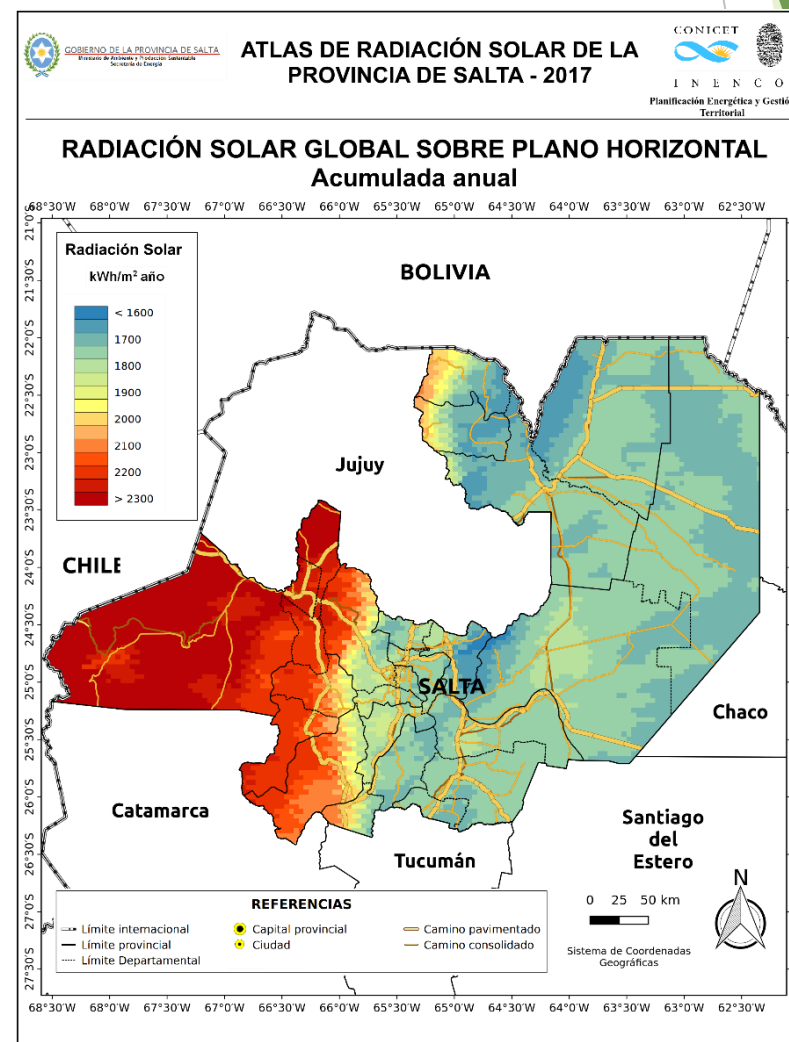 GOBIERNO DE LA PROVINCIA DE SALTA
Ministerio de Ambiente y Producción Sustentable
Secretaría de Energía
ATLAS DE RADIACIÓN SOLAR DE LA
PROVINCIA DE SALTA - 2017
CONICET
I N E N C O
Planificación Energética y Gestió
Territorial
RADIACIÓN SOLAR GLOBAL SOBRE PLANO HORIZONTAL
Acumulada anual
68°30'W 68°0'W 67°30'W 67°0'W 66°30'W 66°0'W 65°30'W 65°0'W 64°30'W 64°0'W 63°30'W 63°0'W 62°30'W
21°0'S
21°30'S
22°0'S
22°30'S
23°0'S
23°30'S
24°0'S
24°30'S
25°0'S
25°30'S
26°0'S
26°30'S
27°0'S
27°30'S
Radiación Solar
kWh/m² año
< 1600
1700
1800
1900
2000
2100
2200
> 2300
BOLIVIA
Jujuy
CHILE
SALTA
Chaco
Catamarca
Tucumán
Santiago
del
Estero
REFERENCIAS
Límite internacional
Límite provincial
Límite Departamental
Capital provincial
Ciudad
Camino pavimentado
Camino consolidado
0 25 50 km
Sistema de Coordenadas
Geográficas
N
68°30'W 68°0'W 67°30'W 67°0'W 66°30'W 66°0'W 65°30'W 65°0'W 64°30'W 64°0'W 63°30'W 63°0'W 62°30'W